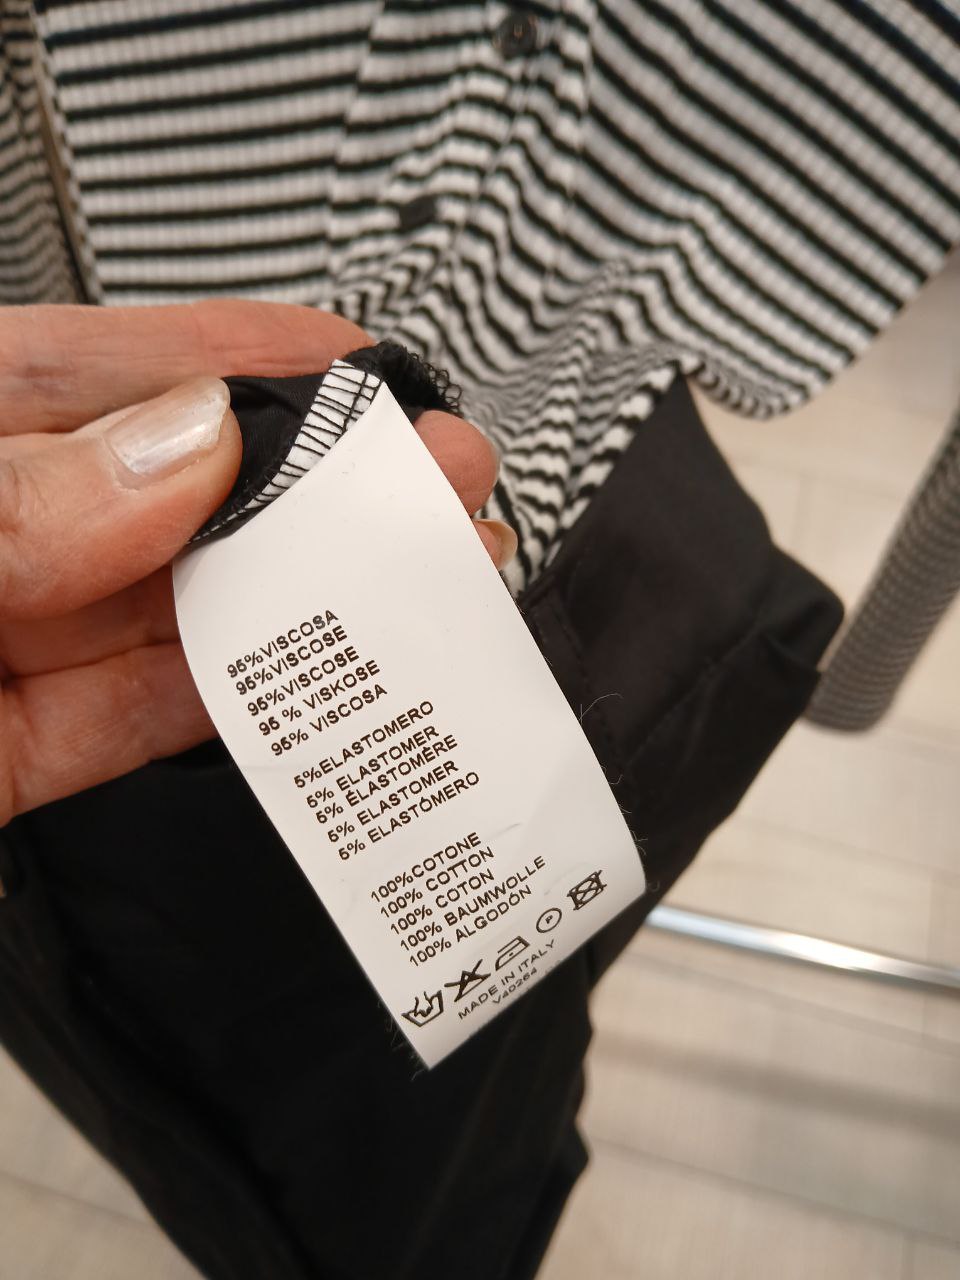 95%VISCOSA
95%VISCOSE
95%VISCOSE
95 % VISKOSE
95% VISCOSA
5%ELASTOMERO
5% ELASTOMER
5% ÉLASTOMÈRE
5% ELASTOMER
5% ELASTÓMERO
100%COTONE
100% COTTON
100% COTON
100% BAUMWOLLE
100% ALGODÓN
P
MADE IN ITALY
V40264